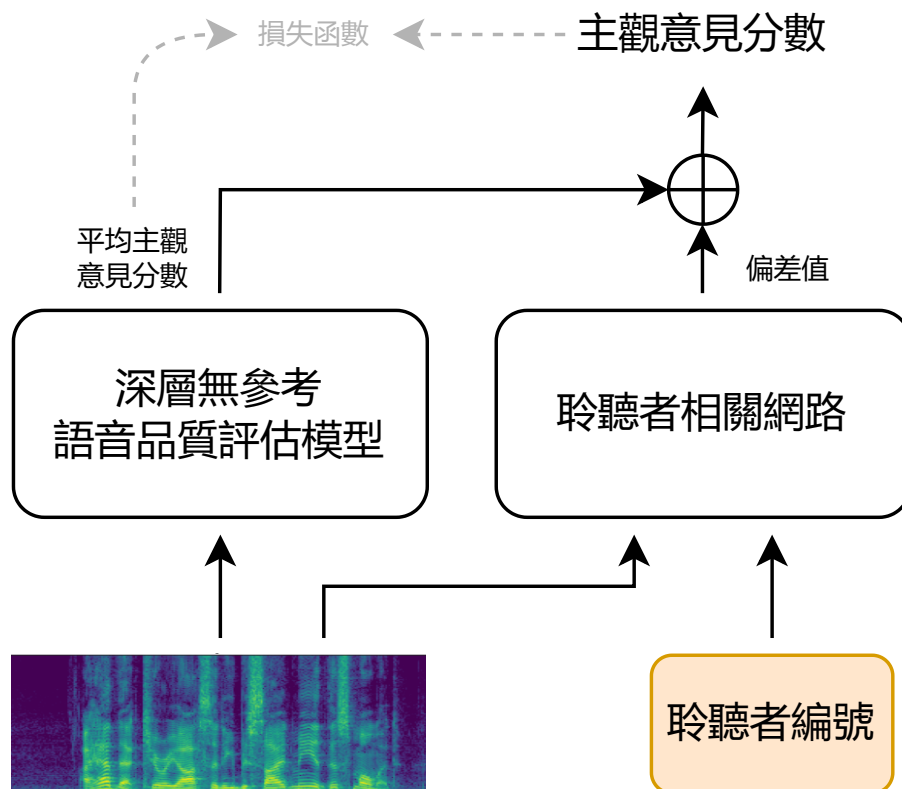 損失函數
主觀意見分數
平均主觀
意見分數
偏差值
深層無參考
語音品質評估模型
聆聽者相關網路
聆聽者編號